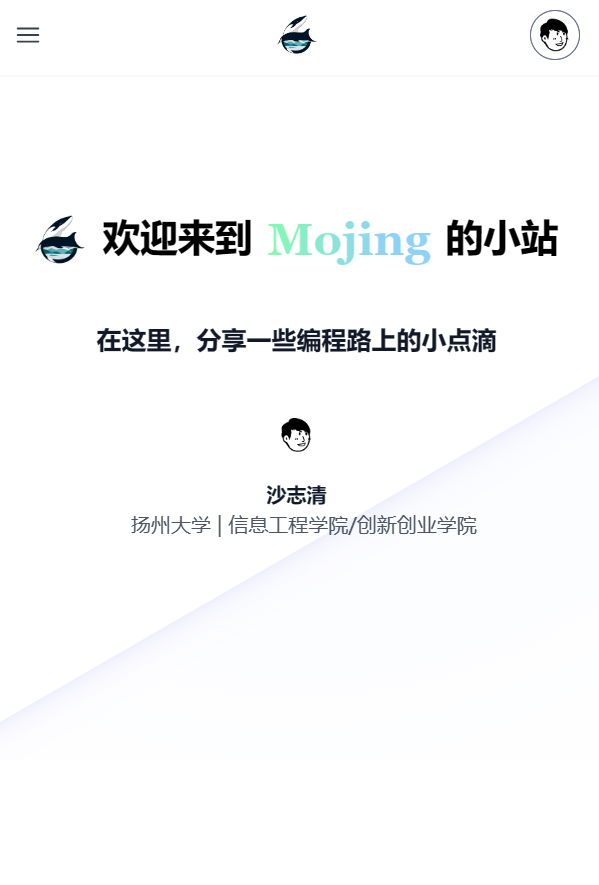 欢迎来到 Mojing 的小站
在这里，分享一些编程路上的小点滴
沙志清
扬州大学 | 信息工程学院/创新创业学院